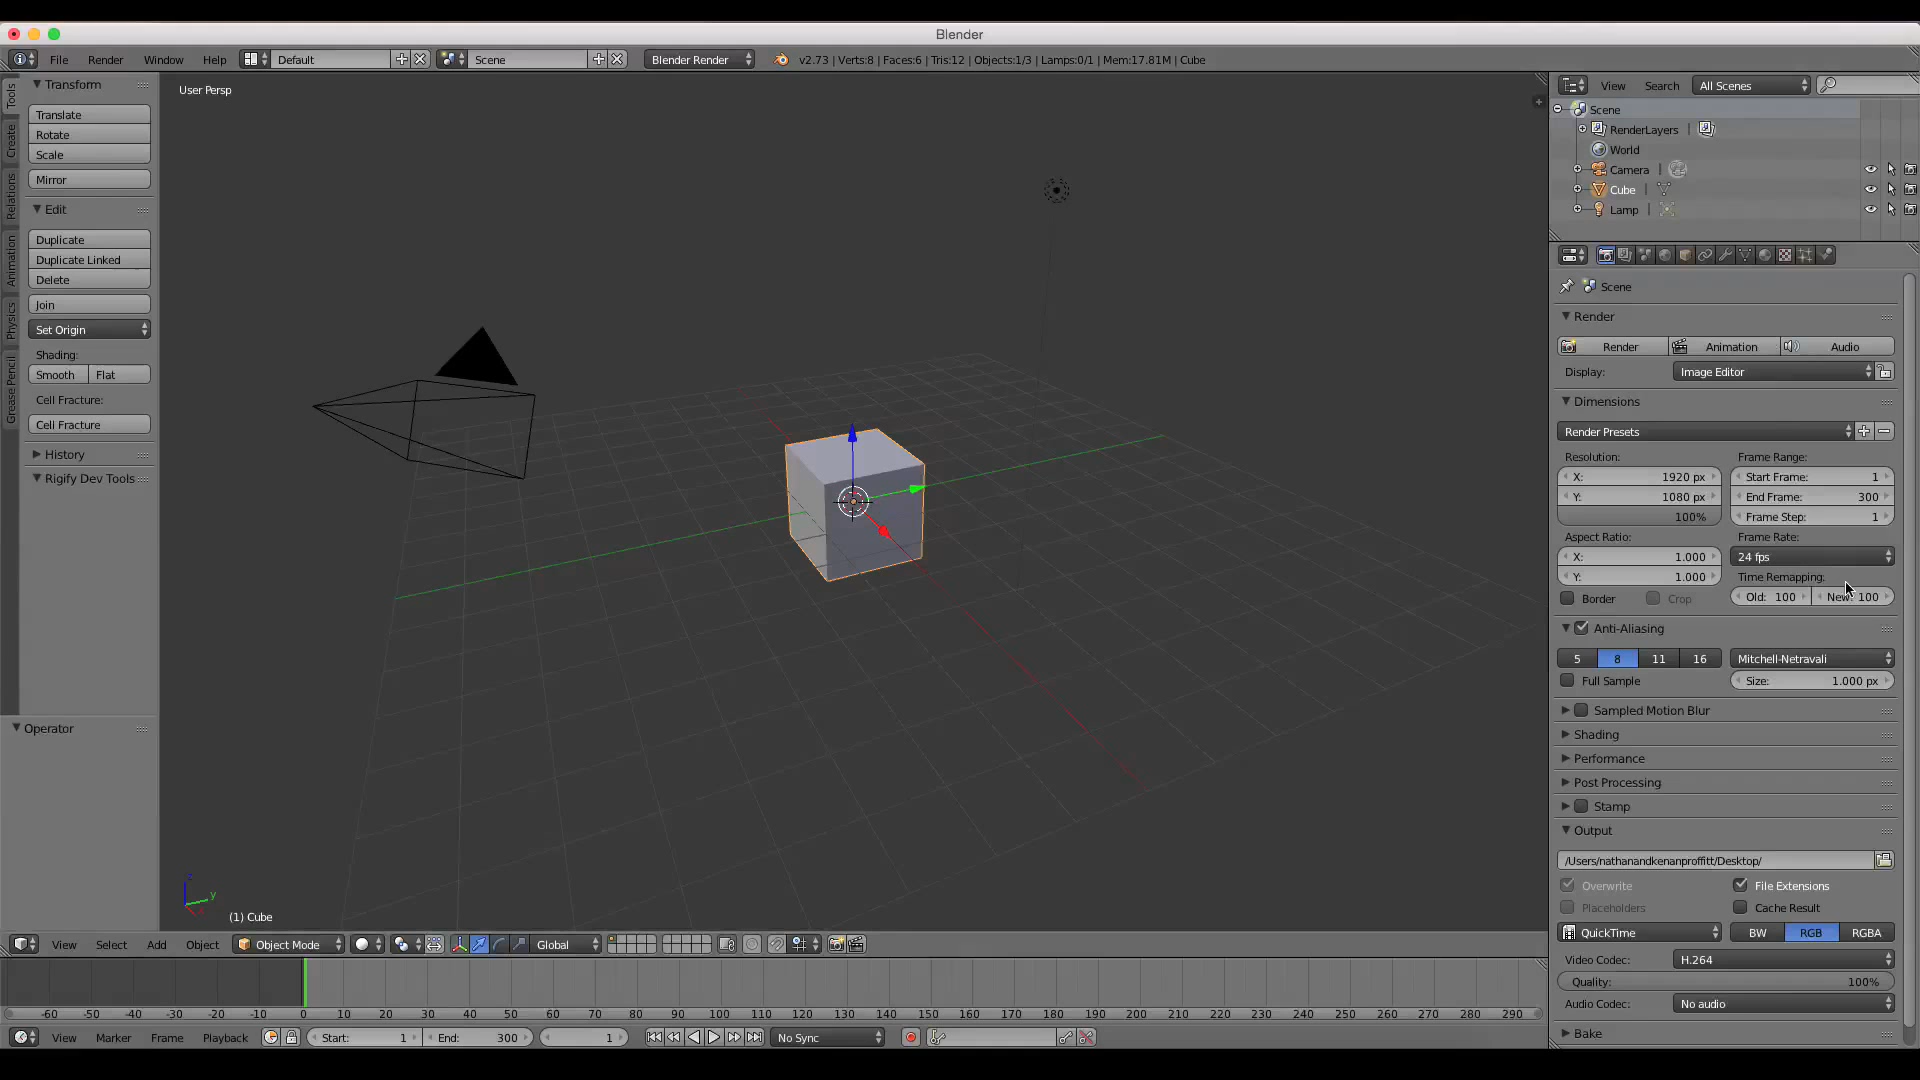 Blender
File Render Window Help Default Scene Blender Render v2.73 | Verts:8 | Faces:6 | Tris:12 | Objects:1/3 | Lamps:0/1 | Mem:17.81M | Cube
Tools
Create
Relations
Animation
Physics
Grease Pencil
Transform
Translate
Rotate
Scale
Mirror
Edit
Duplicate
Duplicate Linked
Delete
Join
Set Origin
Shading:
Smooth Flat
Cell Fracture:
Cell Fracture
History
Rigify Dev Tools
Operator
User Persp
z
y
x
(1) Cube
View Select Add Object Object Mode Global
-60 -50 -40 -30 -20 -10 0 10 20 30 40 50 60 70 80 90 100 110 120 130 140 150 160 170 180 190 200 210 220 230 240 250 260 270 280 290
View Marker Frame Playback Start: 1 End: 300 1 No Sync
View Search All Scenes
Scene
RenderLayers |
World
Camera |
Cube |
Lamp |
Scene
Render
Render Animation Audio
Display: Image Editor
Dimensions
Render Presets
Resolution: Frame Range:
X: 1920 px Start Frame: 1
Y: 1080 px End Frame: 300
100% Frame Step: 1
Aspect Ratio: Frame Rate:
X: 1.000 24 fps
Y: 1.000 Time Remapping:
Border Crop Old: 100 New: 100
Anti-Aliasing
5 8 11 16 Mitchell-Netravali
Full Sample Size: 1.000 px
Sampled Motion Blur
Shading
Performance
Post Processing
Stamp
Output
/Users/nathanandkenanproffitt/Desktop/
Overwrite File Extensions
Placeholders Cache Result
QuickTime BW RGB RGBA
Video Codec: H.264
Quality: 100%
Audio Codec: No audio
Bake